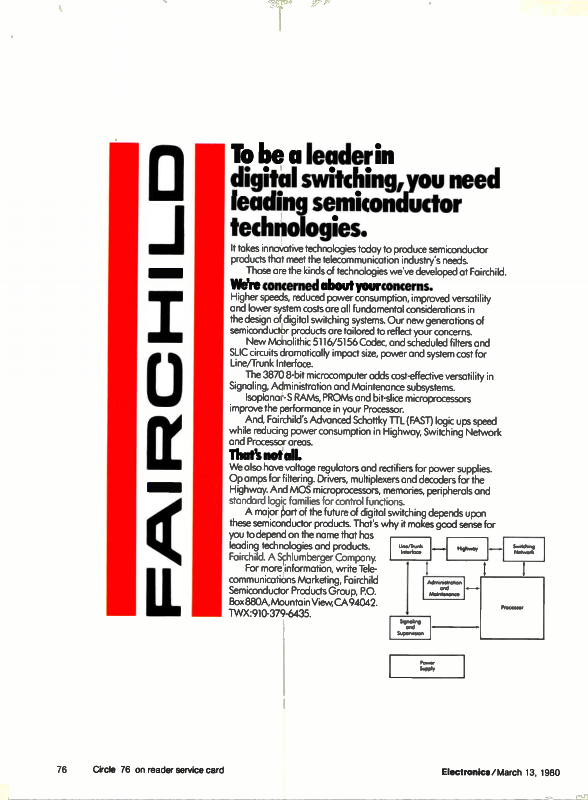 FAIRCHILD
To be a leader in
digital switching, you need
leading semiconductor
technologies.
It takes innovative technologies today to produce semiconductor
products that meet the telecommunication industry's needs.
Those are the kinds of technologies we've developed at Fairchild.
We're concerned about your concerns.
Higher speeds, reduced power consumption, improved versatility
and lower system costs are all fundamental considerations in
the design of digital switching systems. Our new generations of
semiconductor products are tailored to reflect your concerns.
New Monolithic 5116/5156 Codec, and scheduled filters and
SLIC circuits dramatically impact size, power and system cost for
Line/Trunk Interface.
The 3870 8-bit microcomputer adds cost-effective versatility in
Signaling, Administration and Maintenance subsystems.
Isoplanar-S RAMs, PROMs and bit-slice microprocessors
improve the performance in your Processor.
And, Fairchild's Advanced Schottky TTL (FAST) logic ups speed
while reducing power consumption in Highway, Switching Network
and Processor areas.
That's not all.
We also have voltage regulators and rectifiers for power supplies.
Op amps for filtering. Drivers, multiplexers and decoders for the
Highway. And MOS microprocessors, memories, peripherals and
standard logic families for control functions.
A major part of the future of digital switching depends upon
these semiconductor products. That's why it makes good sense for
you to depend on the name that has
leading technologies and products.
Fairchild. A Schlumberger Company.
For more information, write Tele-
communications Marketing, Fairchild
Semiconductor Products Group, P.O.
Box 880A, Mountain View, CA 94042.
TWX: 910-379-6435.
Line/Trunk
Interface
Highway
Switching
Network
Administration
and
Maintenance
Processor
Signaling
and
Supervision
Power
Supply
76 Circle 76 on reader service card
Electronics/March 13, 1980